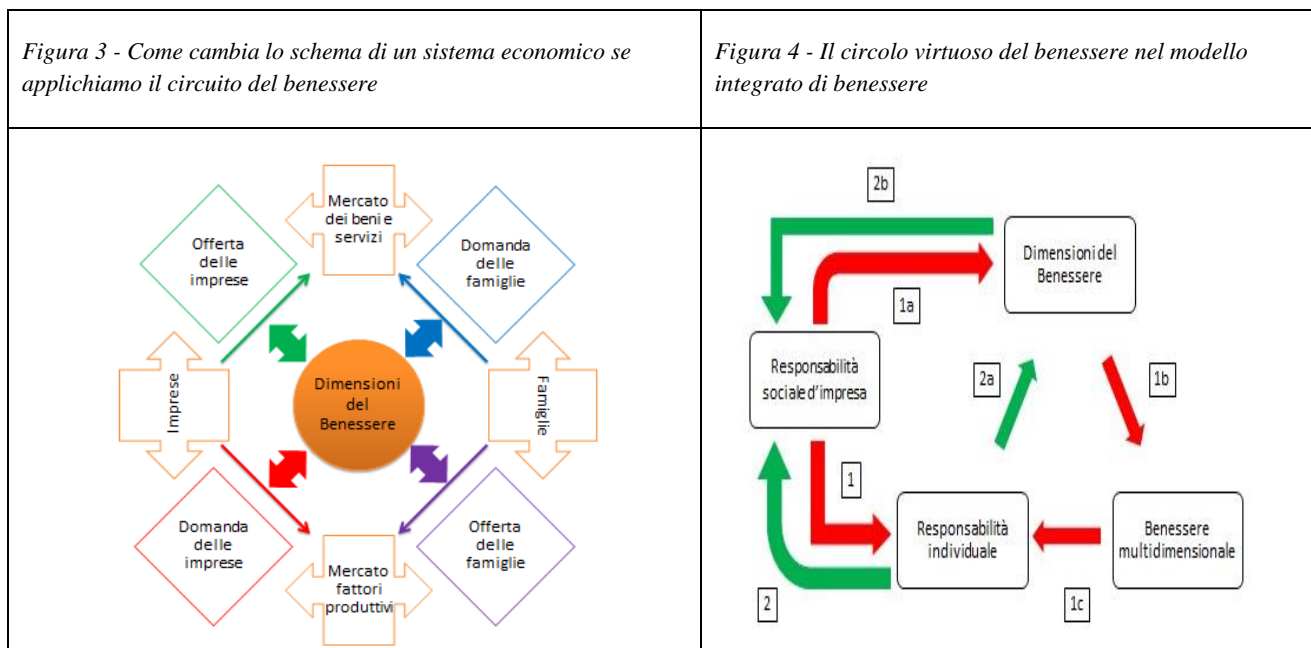 Figura 3 - Come cambia lo schema di un sistema economico se
applichiamo il circuito del benessere
Figura 4 - Il circolo virtuoso del benessere nel modello
integrato di benessere
Mercato
dei beni e
servizi
Offerta
delle
imprese
Domanda
delle
famiglie
Imprese
Dimensioni
del
Benessere
Famiglie
Domanda
delle
imprese
Mercato
fattori
produttivi
Offerta
delle
famiglie
2b
Dimensioni del
Benessere
1a
Responsabilità
sociale d'impresa
2a
1b
1
Responsabilità
individuale
Benessere
multidimensionale
2
1c